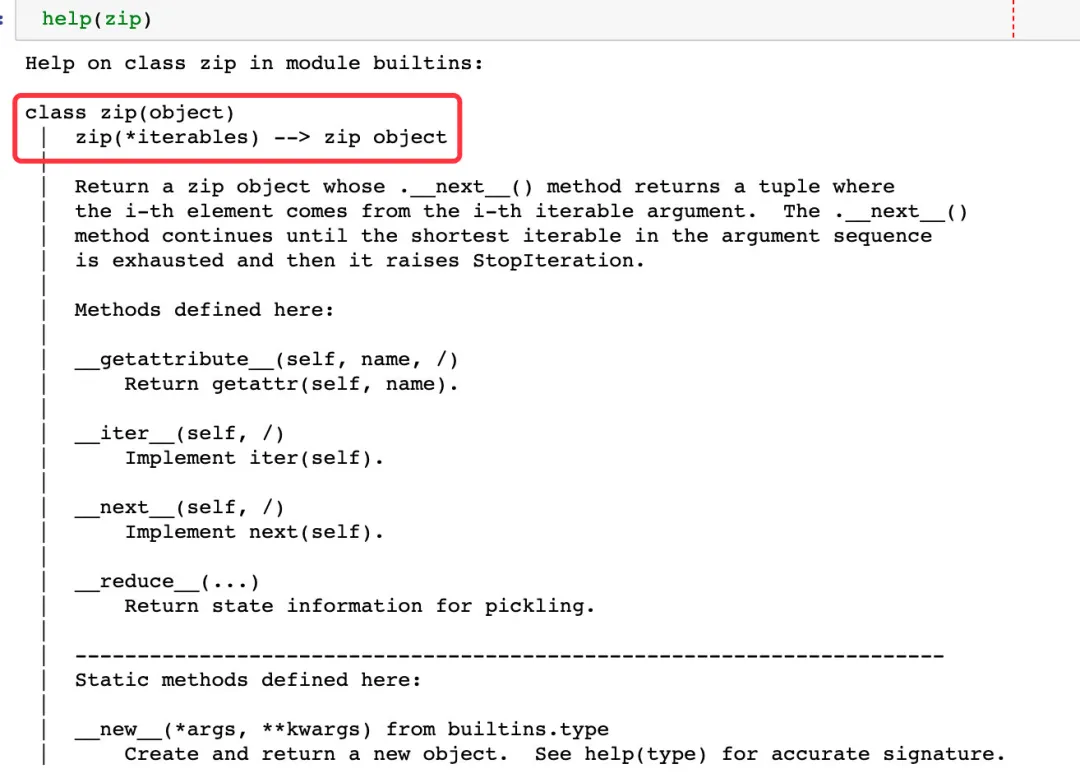 help(zip)
Help on class zip in module builtins:
class zip(object)
 |  zip(*iterables) --> zip object
 |
 |  Return a zip object whose .__next__() method returns a tuple where
 |  the i-th element comes from the i-th iterable argument.  The .__next__()
 |  method continues until the shortest iterable in the argument sequence
 |  is exhausted and then it raises StopIteration.
 |
 |  Methods defined here:
 |
 |  __getattribute__(self, name, /)
 |      Return getattr(self, name).
 |
 |  __iter__(self, /)
 |      Implement iter(self).
 |
 |  __next__(self, /)
 |      Implement next(self).
 |
 |  __reduce__(...)
 |      Return state information for pickling.
 |
 |  ----------------------------------------------------------------------
 |  Static methods defined here:
 |
 |  __new__(*args, **kwargs) from builtins.type
 |      Create and return a new object.  See help(type) for accurate signature.